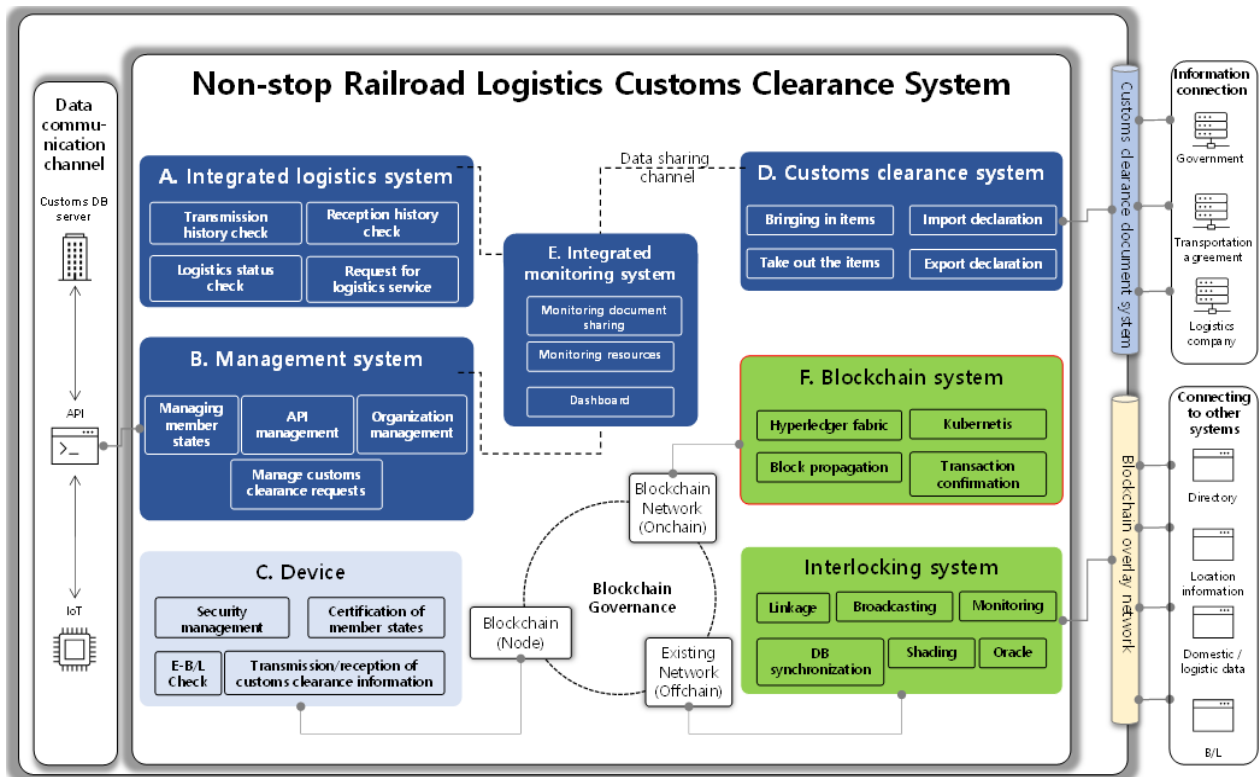 Non-stop Railroad Logistics Customs Clearance System
Data
commu-
nication
channel
Customs DB
server
API
IoT
A. Integrated logistics system
Transmission
history check
Reception history
check
Logistics status
check
Request for
logistics service
B. Management system
Managing
member
states
API
management
Organization
management
Manage customs
clearance requests
C. Device
Security
management
Certification of
member states
E-B/L
Check
Transmission/reception of
customs clearance information
Data sharing
channel
E. Integrated
monitoring system
Monitoring document
sharing
Monitoring resources
Dashboard
Blockchain
Network
(Onchain)
Blockchain
Governance
Blockchain
(Node)
Existing
Network
(Offchain)
D. Customs clearance system
Bringing in items
Import declaration
Take out the items
Export declaration
F. Blockchain system
Hyperledger fabric
Kubernetis
Block propagation
Transaction
confirmation
Interlocking system
Linkage
Broadcasting
Monitoring
DB
synchronization
Shading
Oracle
Customs clearance document system
Blockchain overlay network
Information
connection
Government
Transportation
agreement
Logistics
company
Connecting
to other
systems
Directory
Location
information
Domestic /
logistic data
B/L